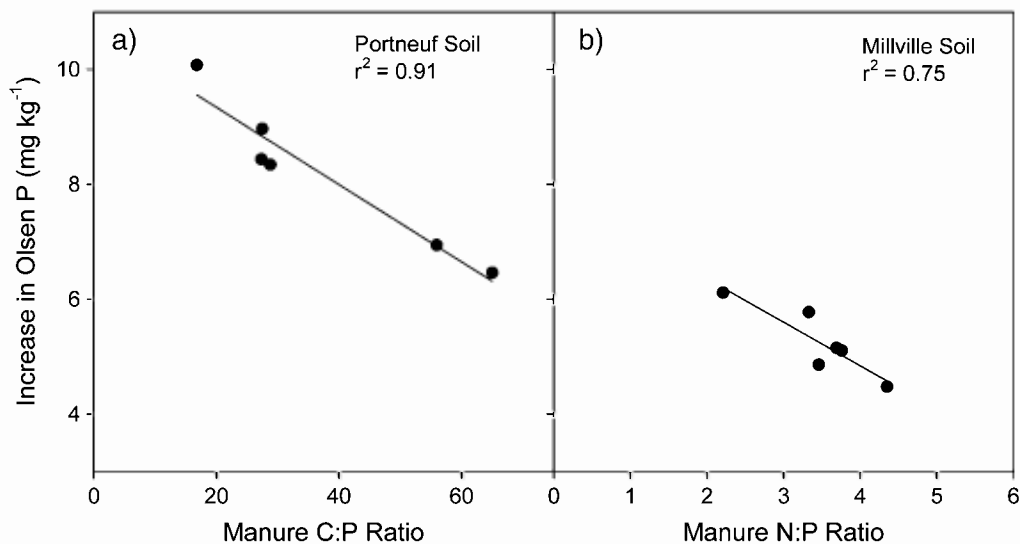 a)
Portneuf Soil
r² = 0.91
b)
Millville Soil
r² = 0.75
Increase in Olsen P (mg kg⁻¹)
10
8
6
4
0 20 40 60
0 1 2 3 4 5 6
Manure C:P Ratio
Manure N:P Ratio